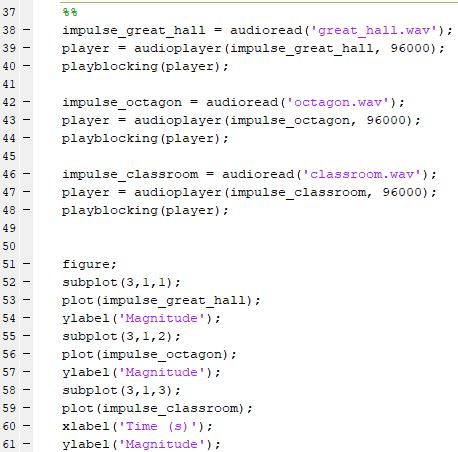 37 %%
38 - impulse_great_hall = audioread('great_hall.wav');
39 - player = audioplayer(impulse_great_hall, 96000);
40 - playblocking(player);
41
42 - impulse_octagon = audioread('octagon.wav');
43 - player = audioplayer(impulse_octagon, 96000);
44 - playblocking(player);
45
46 - impulse_classroom = audioread('classroom.wav');
47 - player = audioplayer(impulse_classroom, 96000);
48 - playblocking(player);
49
50
51 - figure;
52 - subplot(3,1,1);
53 - plot(impulse_great_hall);
54 - ylabel('Magnitude');
55 - subplot(3,1,2);
56 - plot(impulse_octagon);
57 - ylabel('Magnitude');
58 - subplot(3,1,3);
59 - plot(impulse_classroom);
60 - xlabel('Time (s)');
61 - ylabel('Magnitude');